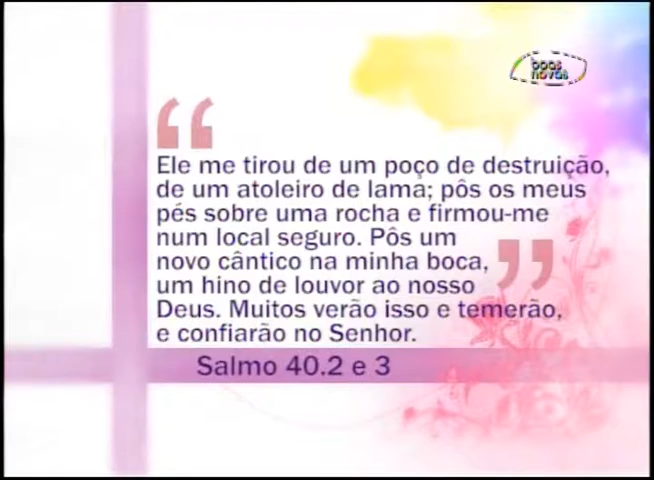 boas
novas
“
Ele me tirou de um poço de destruição,
de um atoleiro de lama; pôs os meus
pés sobre uma rocha e firmou-me
num local seguro. Pôs um
novo cântico na minha boca,
um hino de louvor ao nosso
Deus. Muitos verão isso e temerão,
e confiarão no Senhor.
”
Salmo 40.2 e 3